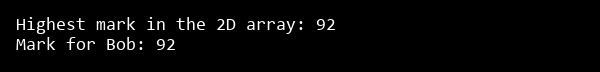 Highest mark in the 2D array: 92
Mark for Bob: 92